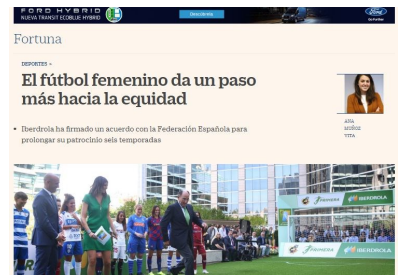 FORD HYBRID
NUEVA TRANSIT ECOBLUE HYBRID
Descúbrela
Ford
Go Further
Fortuna
DEPORTES
El fútbol femenino da un paso
más hacia la equidad
ANA
MUÑOZ
VITA
Iberdrola ha firmado un acuerdo con la Federación Española para
prolongar su patrocinio seis temporadas
IBERDROLA